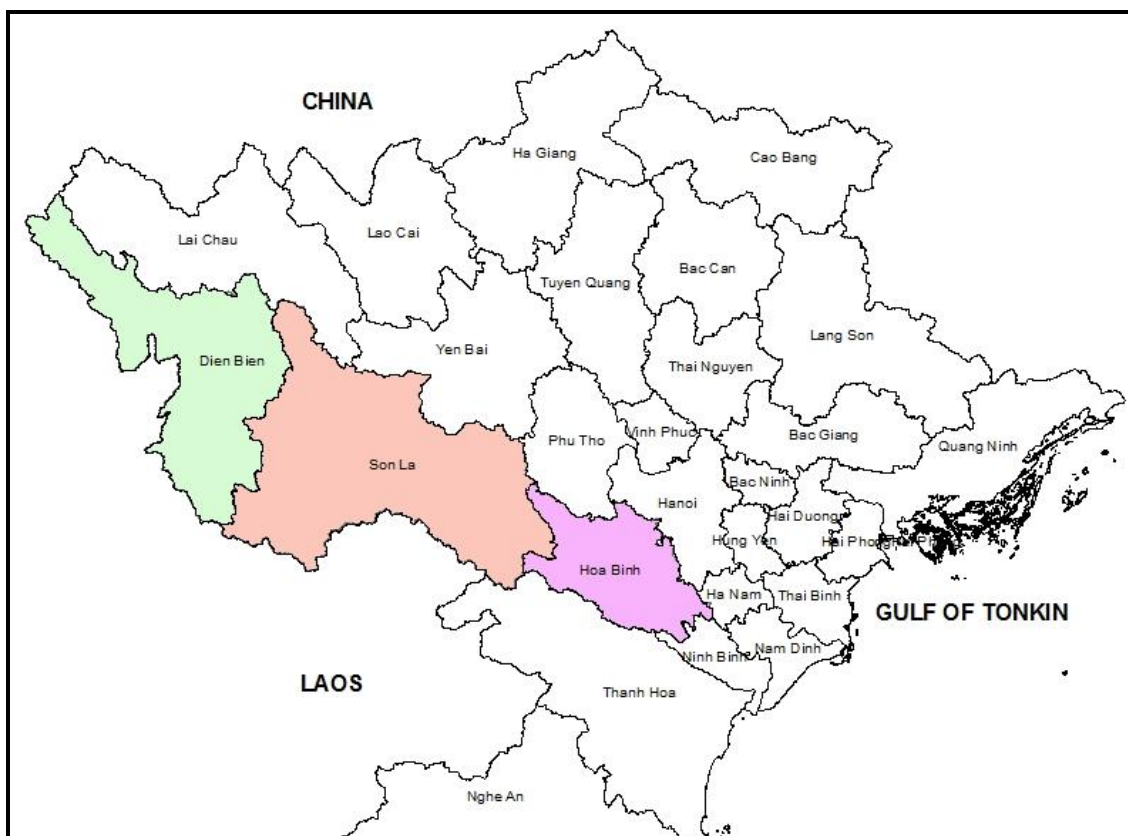 CHINA
Ha Giang
Cao Bang
Lai Chau
Lao Cai
Bac Can
Tuyen Quang
Lang Son
Yen Bai
Dien Bien
Thai Nguyen
Vinh Phuc
Bac Giang
Phu Tho
Quang Ninh
Son La
Bac Ninh
Hanoi
Hai Duong
Hung Yen
Hai Phong
Hoa Binh
Ha Nam
Thai Binh
GULF OF TONKIN
Nam Dinh
Ninh Binh
LAOS
Thanh Hoa
Nghe An